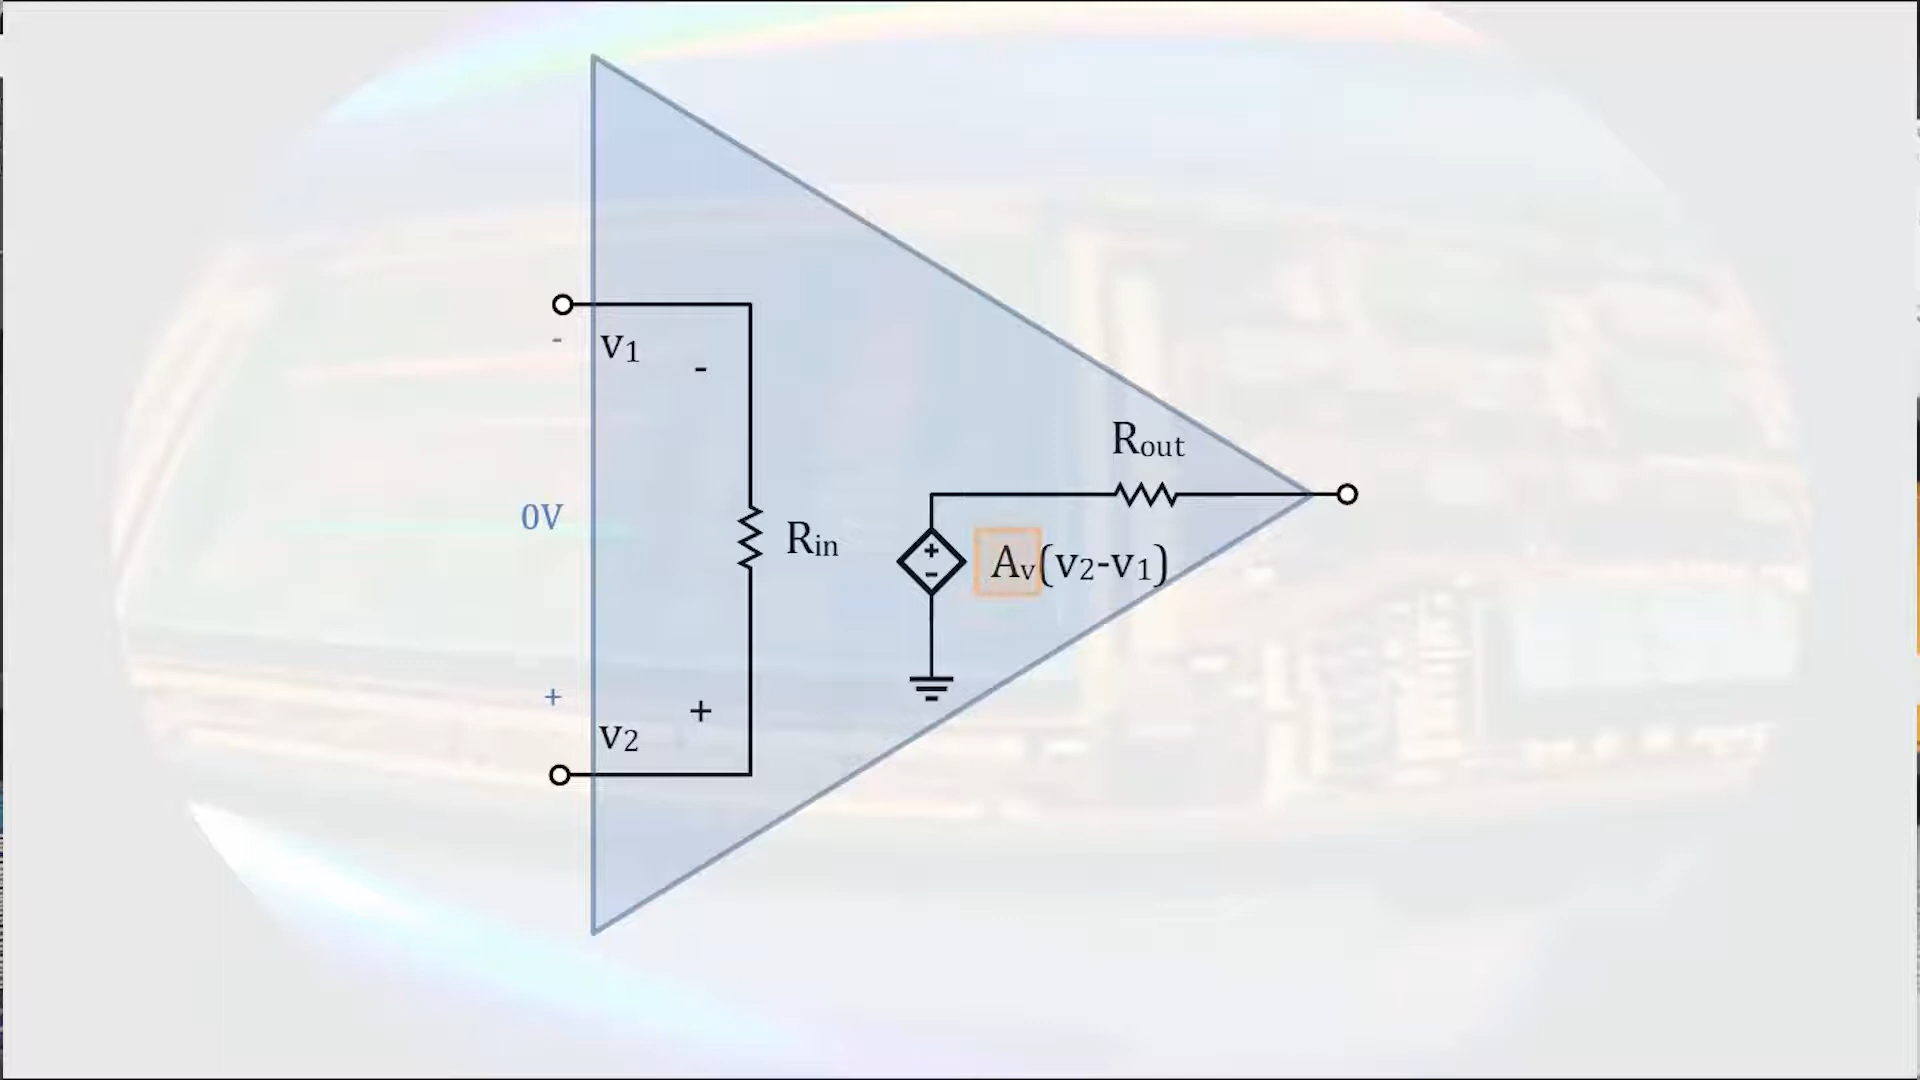 -
v₁
-
Rout
0V
Rin
+
-
Av(v₂-v₁)
+
+
v₂